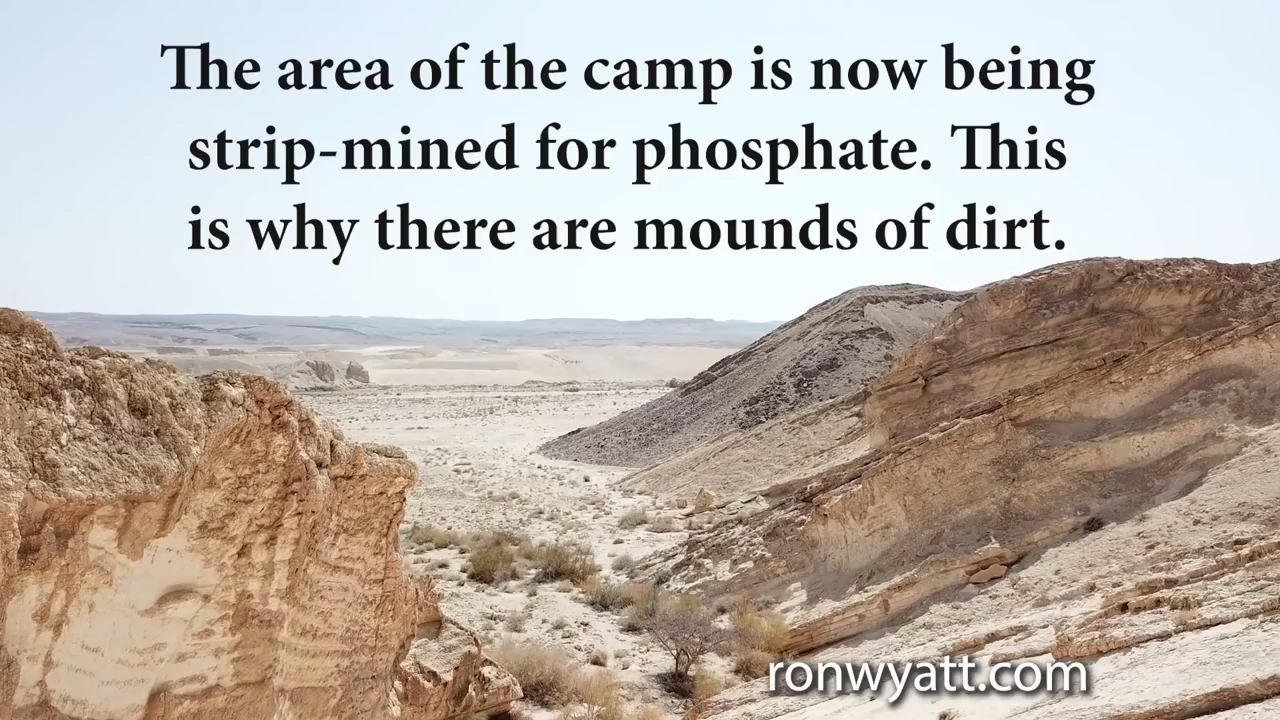 The area of the camp is now being
strip-mined for phosphate. This
is why there are mounds of dirt.
ronwyatt.com